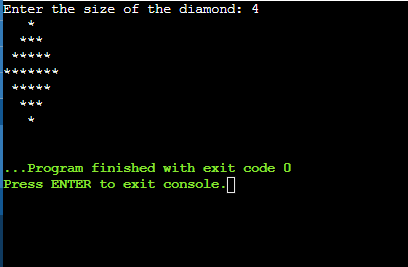 Enter the size of the diamond: 4
   *
  ***
 *****
*******
 *****
  ***
   *
...Program finished with exit code 0
Press ENTER to exit console.